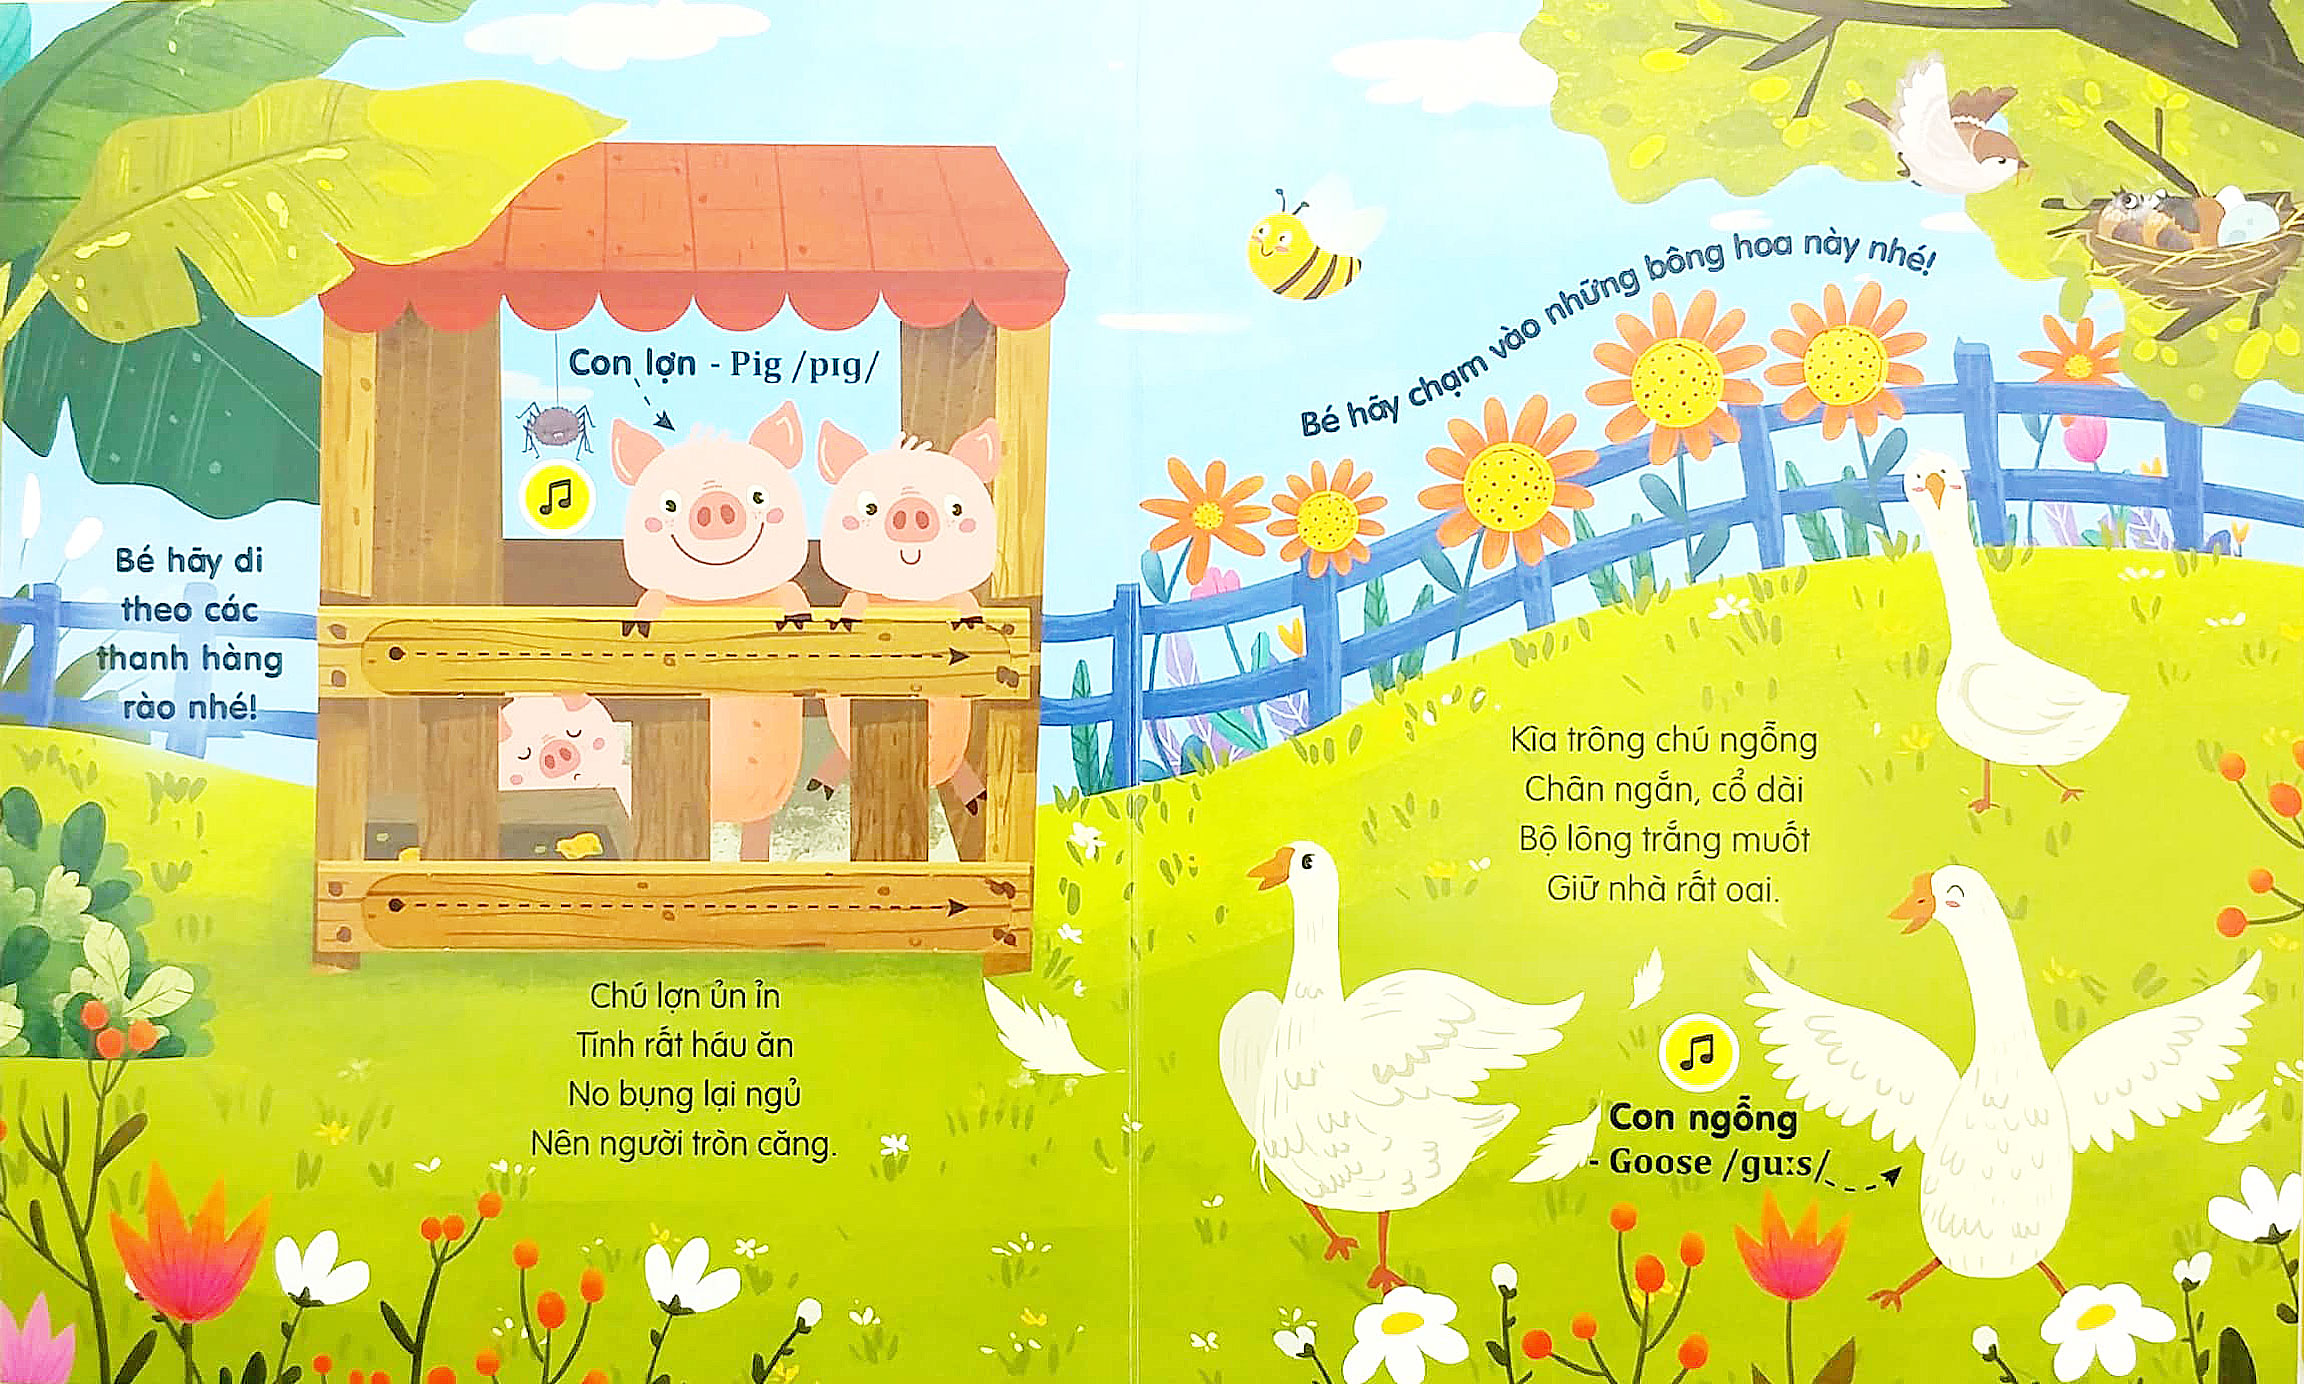 Con lợn - Pig /pɪg/
Bé hãy di
theo các
thanh hàng
rào nhé!
Chú lợn ủn ỉn
Tính rất háu ăn
No bụng lại ngủ
Nên người tròn căng.
Bé hãy chạm vào những bông hoa này nhé!
Kìa trông chú ngỗng
Chân ngắn, cổ dài
Bộ lông trắng muốt
Giữ nhà rất oai.
Con ngỗng
- Goose /guːs/